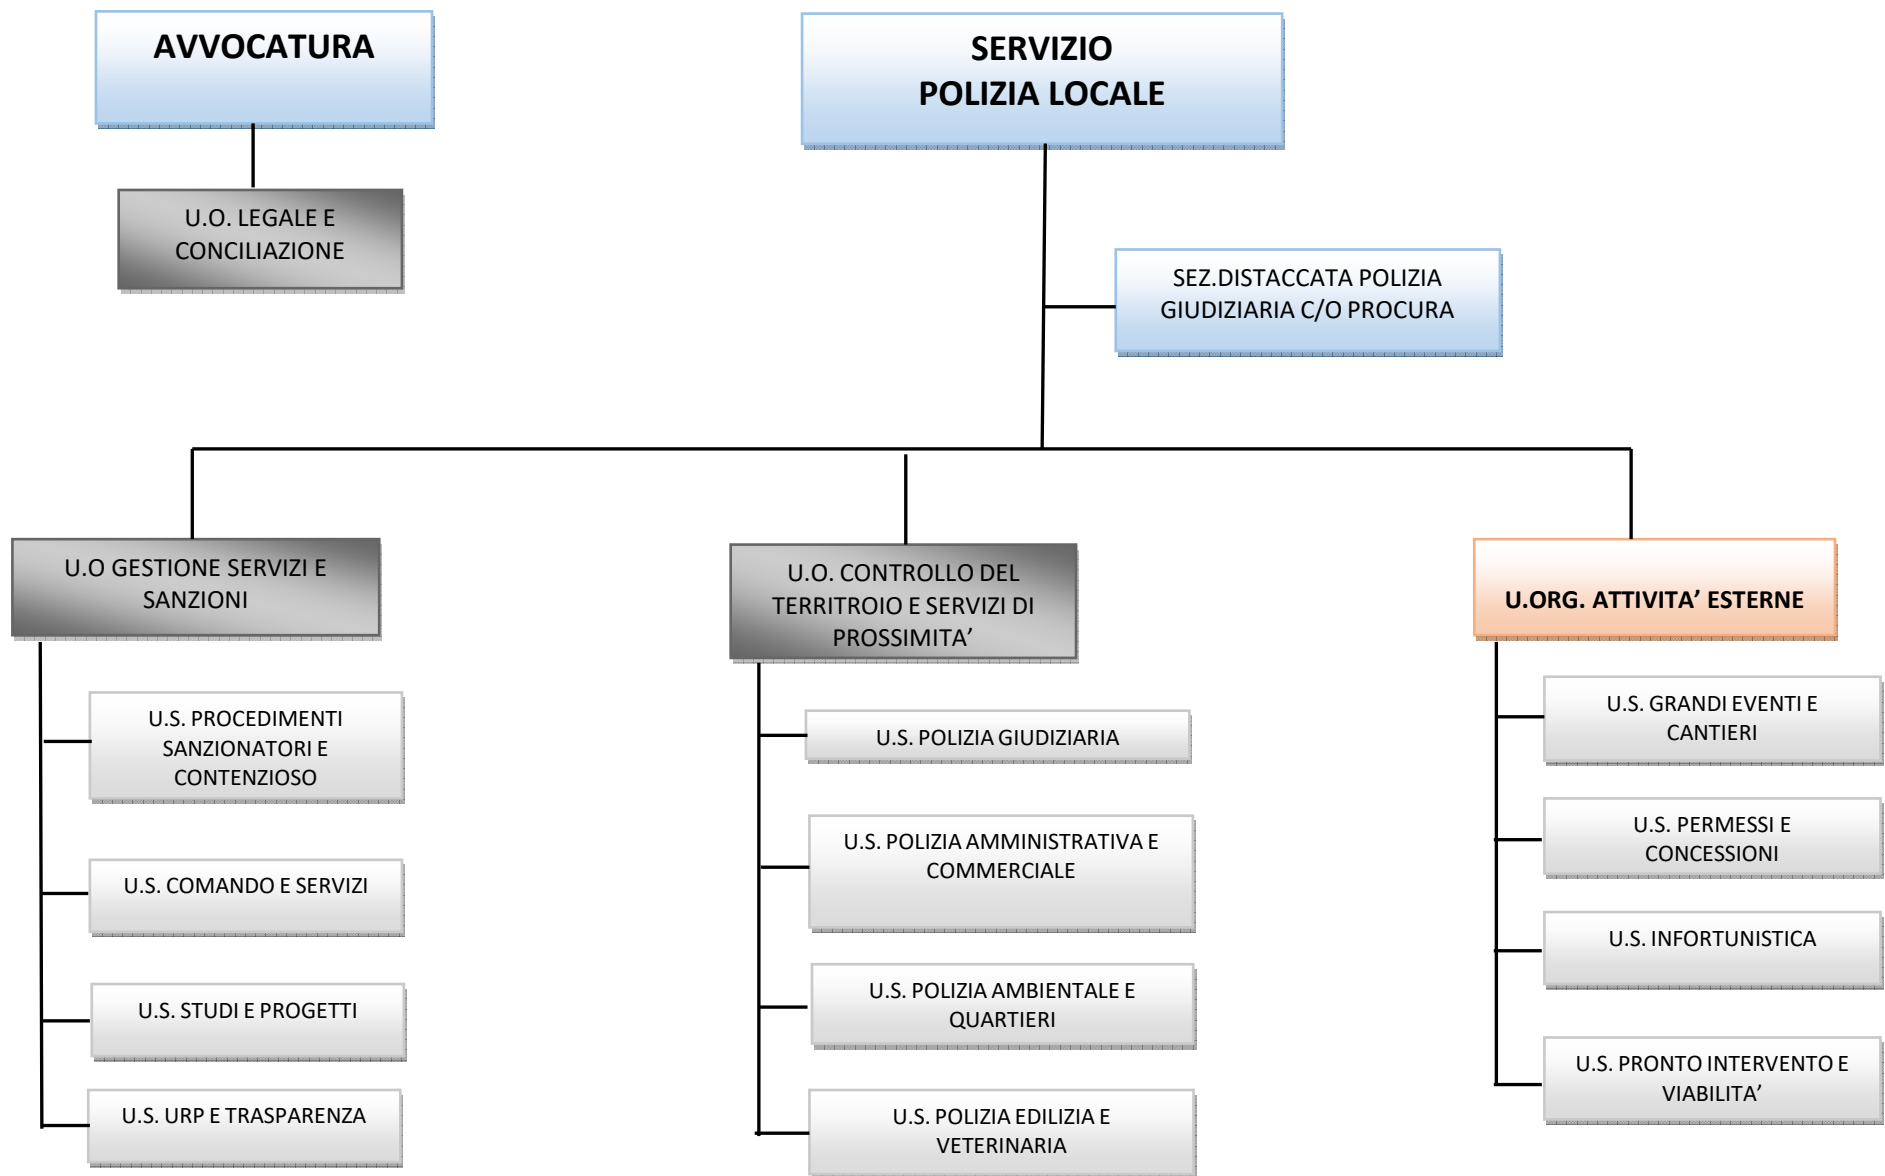 AVVOCATURA
SERVIZIO
POLIZIA LOCALE
U.O. LEGALE E
CONCILIAZIONE
SEZ.DISTACCATA POLIZIA
GIUDIZIARIA C/O PROCURA
U.O GESTIONE SERVIZI E
SANZIONI
U.S. PROCEDIMENTI
SANZIONATORI E
CONTENZIOSO
U.S. COMANDO E SERVIZI
U.S. STUDI E PROGETTI
U.S. URP E TRASPARENZA
U.O. CONTROLLO DEL
TERRITROIO E SERVIZI DI
PROSSIMITA’
U.S. POLIZIA GIUDIZIARIA
U.S. POLIZIA AMMINISTRATIVA E
COMMERCIALE
U.S. POLIZIA AMBIENTALE E
QUARTIERI
U.S. POLIZIA EDILIZIA E
VETERINARIA
U.ORG. ATTIVITA’ ESTERNE
U.S. GRANDI EVENTI E
CANTIERI
U.S. PERMESSI E
CONCESSIONI
U.S. INFORTUNISTICA
U.S. PRONTO INTERVENTO E
VIABILITA’